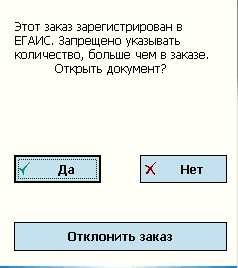 Этот заказ зарегистрирован в
ЕГАИС. Запрещено указывать
количество, больше чем в заказе.
Открыть документ?
Да
Нет
Отклонить заказ